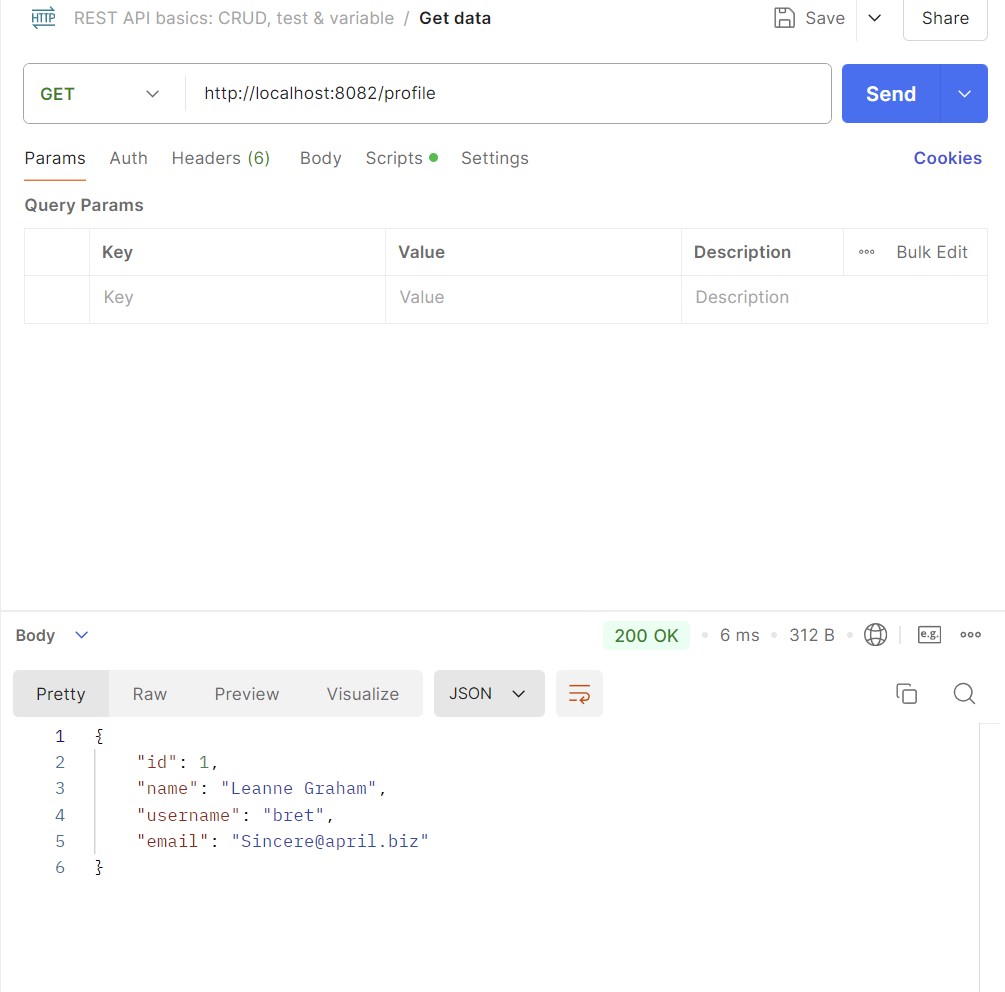 HTTP REST API basics: CRUD, test & variable / Get data Save Share
GET http://localhost:8082/profile Send
Params Auth Headers (6) Body Scripts Settings Cookies
Query Params
Key Value Description Bulk Edit
Key Value Description
Body 200 OK 6 ms 312 B e.g.
Pretty Raw Preview Visualize JSON
1 {
2 "id": 1,
3 "name": "Leanne Graham",
4 "username": "bret",
5 "email": "Sincere@april.biz"
6 }